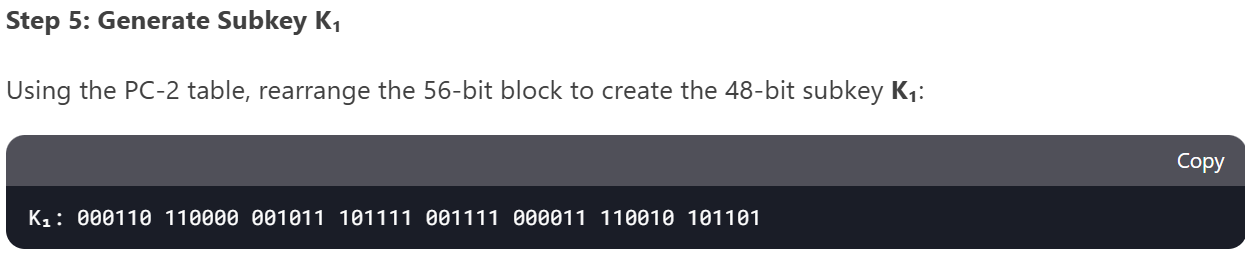 Step 5: Generate Subkey K₁
Using the PC-2 table, rearrange the 56-bit block to create the 48-bit subkey K₁:
Copy
K₁: 000110 110000 001011 101111 001111 000011 110010 101101